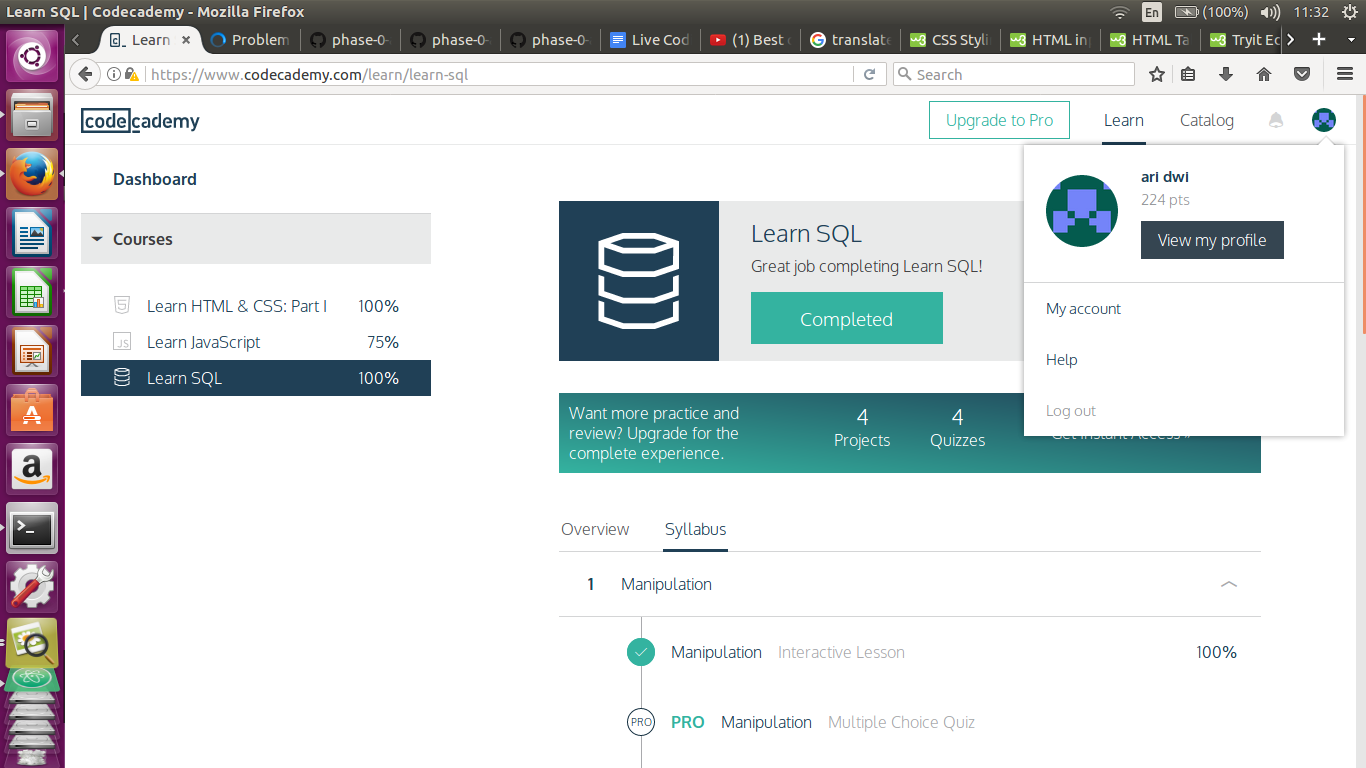 Learn SQL | Codecademy - Mozilla Firefox
En
(100%)
11:32
Learn
Problem
phase-0-
phase-0-
phase-0-
Live Cod
(1) Best
translate
CSS Styli
HTML in
HTML Ta
Tryit Ed
https://www.codecademy.com/learn/learn-sql
Search
codecademy
Upgrade to Pro
Learn
Catalog
Dashboard
Courses
Learn HTML & CSS: Part I 100%
JS Learn JavaScript 75%
Learn SQL 100%
Learn SQL
Great job completing Learn SQL!
Completed
ari dwi
224 pts
View my profile
My account
Help
Log out
Want more practice and
review? Upgrade for the
complete experience.
4
Projects
4
Quizzes
Get Instant Access »
Overview
Syllabus
1 Manipulation
Manipulation Interactive Lesson 100%
PRO PRO Manipulation Multiple Choice Quiz